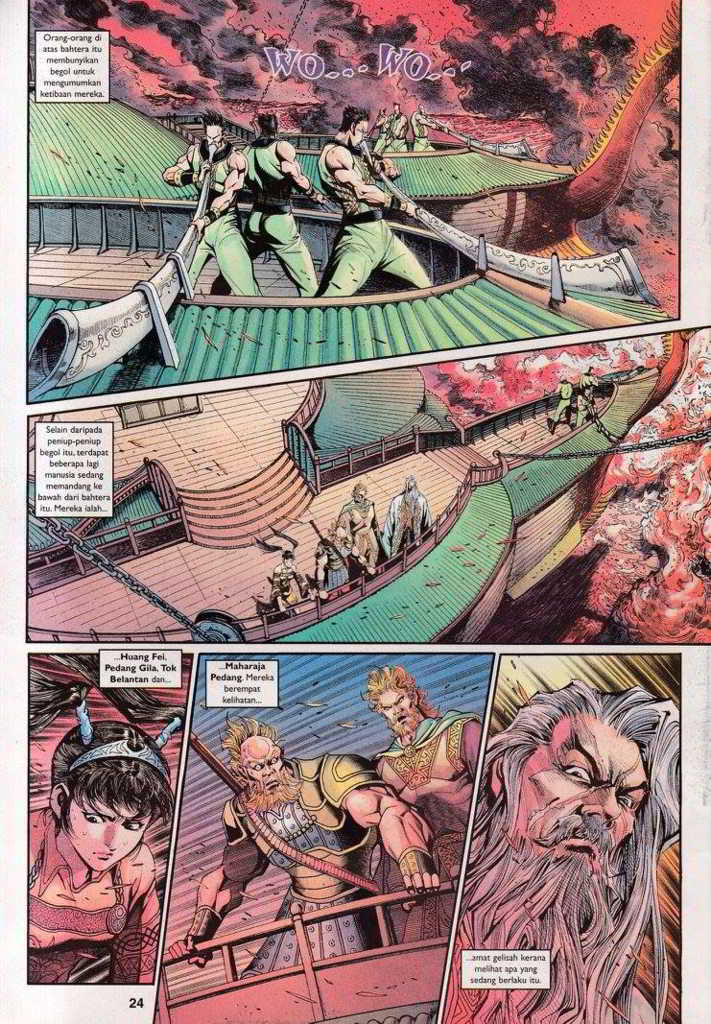 Orang-orang di
atas bahtera itu
membunyikan
begol untuk
mengumumkan
ketibaan mereka.
WO... WO...
Selain daripada
peniup-peniup
begol itu, terdapat
beberapa lagi
manusia sedang
memandang ke
bawah dari bahtera
itu. Mereka ialah...
...Huang Fei,
Pedang Gila, Tok
Belantan dan...
...Maharaja
Pedang. Mereka
berempat
kelihatan...
...amat gelisah kerana
melihat apa yang
sedang berlaku itu.
24